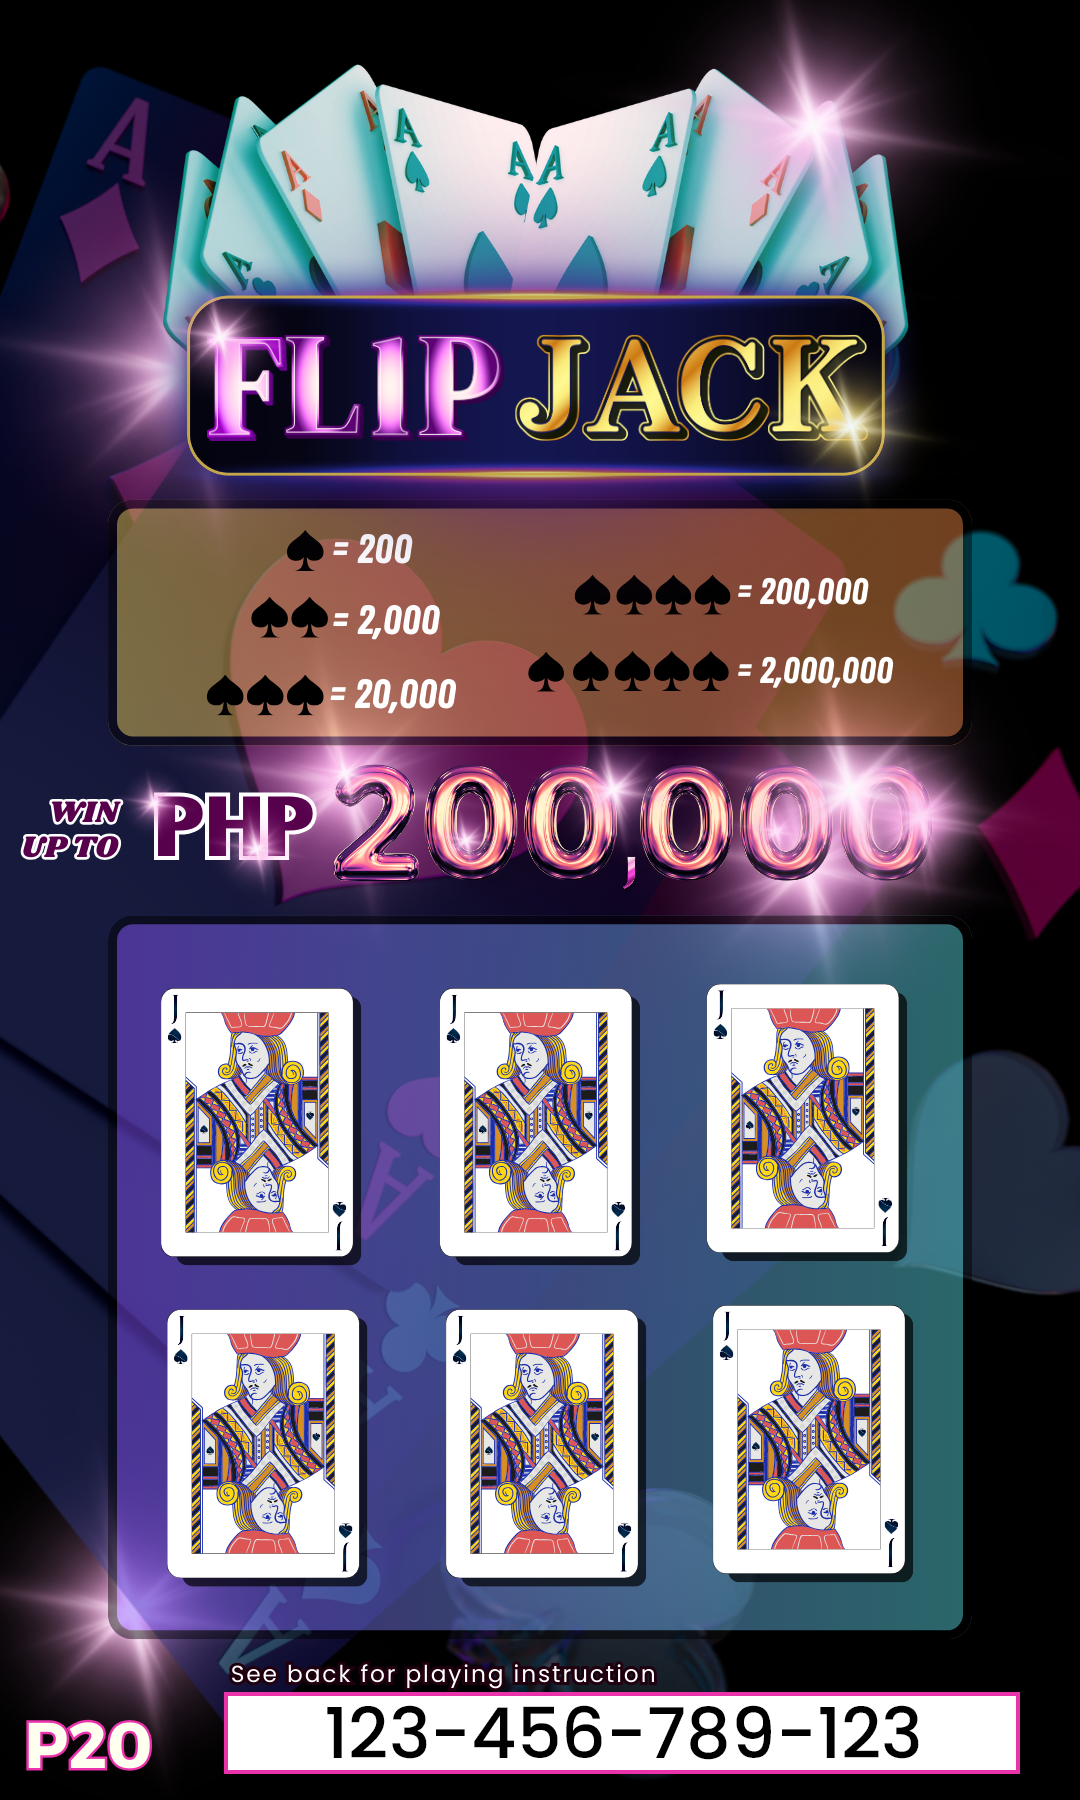 A
A
A
A
A
A
A
A
A
A
A
FL1P JACK
= 200
= 2,000
= 20,000
= 200,000
= 2,000,000
WIN
UP TO
PHP 200,000
J
J
J
J
J
J
A
J
J
J
J
J
J
A
See back for playing instruction
P20
123-456-789-123